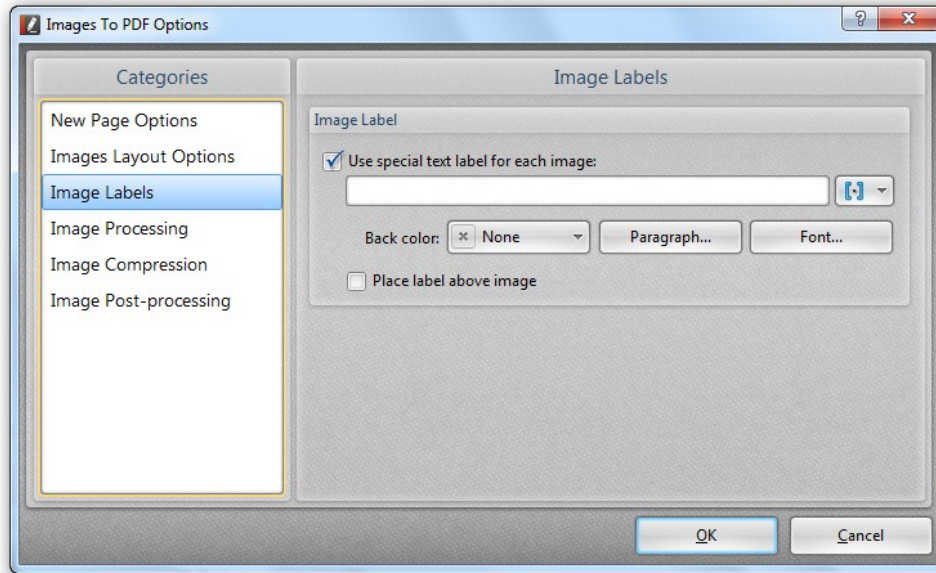 Images To PDF Options
?
Categories
New Page Options
Images Layout Options
Image Labels
Image Processing
Image Compression
Image Post-processing
Image Labels
Image Label
Use special text label for each image:
Back color: None Paragraph... Font...
Place label above image
OK Cancel